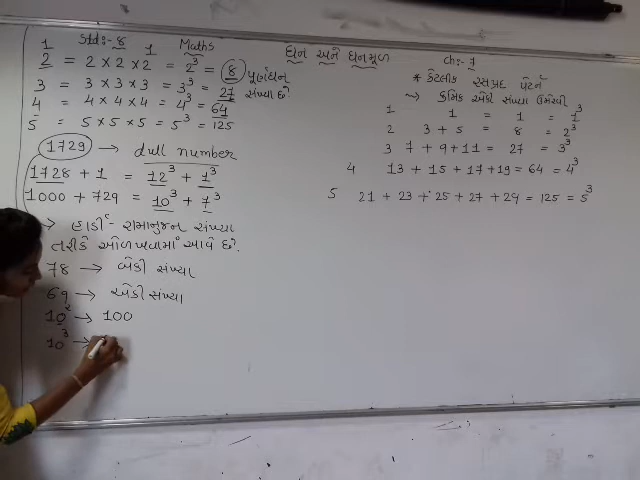 Std:- 8 Maths
ઘન અને ઘનમૂળ
Ch:- 7
1 1
2 = 2 × 2 × 2 = 2³ = 8 પૂર્ણઘન
3 = 3 × 3 × 3 = 3³ = 27 સંખ્યા છે.
4 = 4 × 4 × 4 = 4³ = 64
5 = 5 × 5 × 5 = 5³ = 125
1729 → dull number
1728 + 1 = 12³ + 1³
1000 + 729 = 10³ +
→ હાર્ડી - રામાનુજન સંખ્યા
તરીકે ઓળખવામાં આવે છે.
78 → બેકી સંખ્યા
69 → એકી સંખ્યા
10² → 100
10³ →
* કેટલીક રસપ્રદ પેટર્ન
→ ક્રમિક એકી સંખ્યા ઉમેરવી
1 1 = 1 = 1³
2 3 + 5 = 8 = 2³
3 7 + 9 + 11 = 27 = 3³
4 13 + 15 + 17 + 19 = 64 = 4³
5 21 + 23 + 25 + 27 + 29 = 125 = 5³